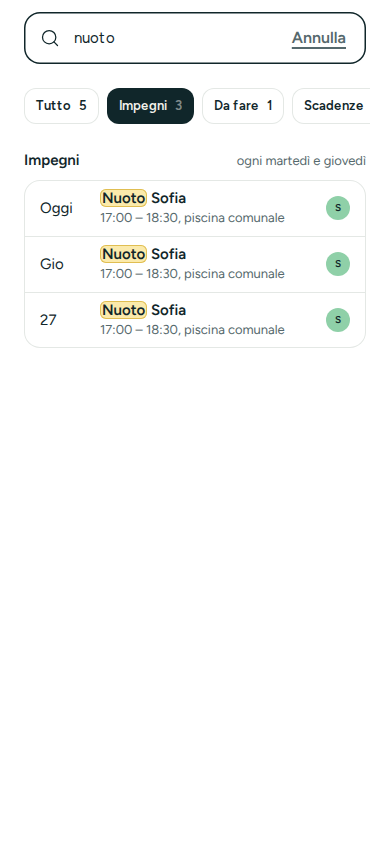 nuoto Annulla
Tutto 5 Impegni 3 Da fare 1 Scadenze
Impegni ogni martedì e giovedì
Oggi Nuoto Sofia S
17:00 – 18:30, piscina comunale
Gio Nuoto Sofia S
17:00 – 18:30, piscina comunale
27 Nuoto Sofia S
17:00 – 18:30, piscina comunale